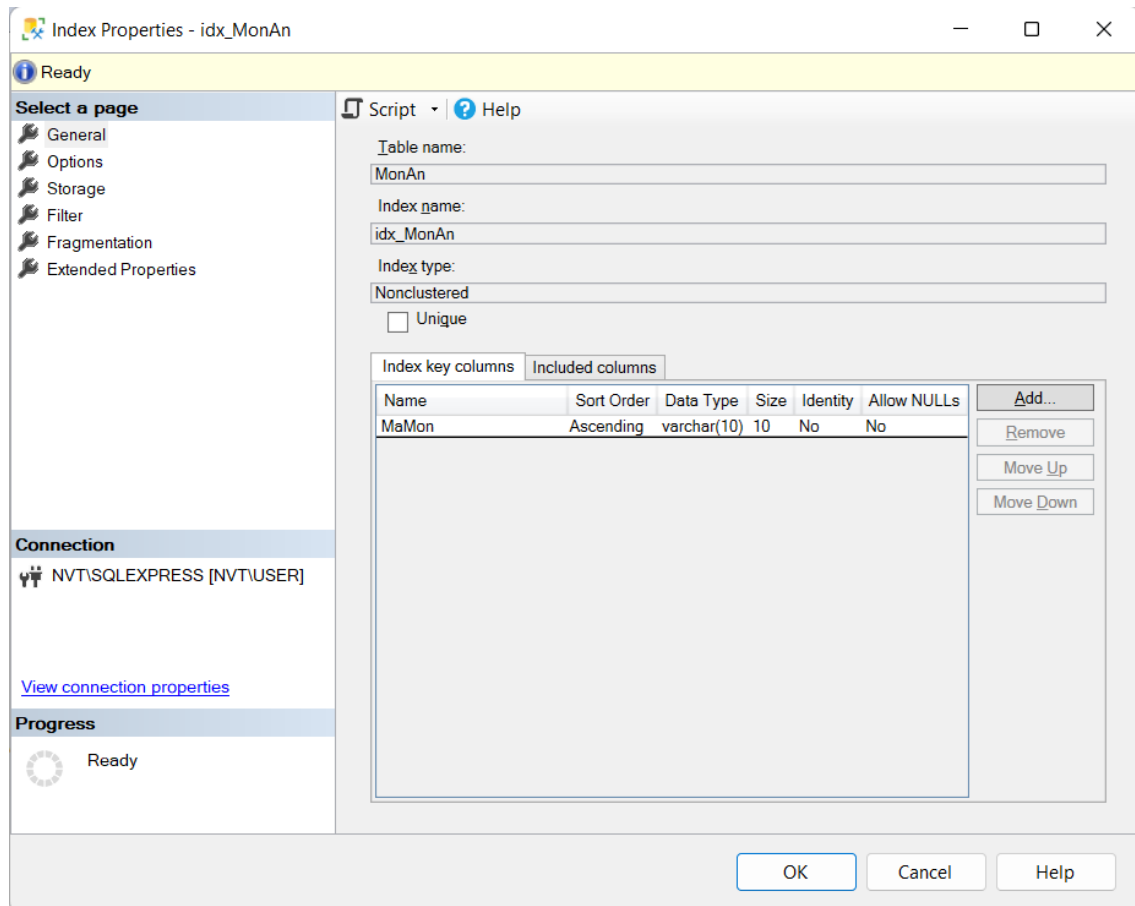 Index Properties - idx_MonAn
Ready
Select a page
General
Options
Storage
Filter
Fragmentation
Extended Properties
Connection
NVT\SQLEXPRESS [NVT\USER]
View connection properties
Progress
Ready
Script Help
Table name:
MonAn
Index name:
idx_MonAn
Index type:
Nonclustered
Unique
Index key columns Included columns
Name Sort Order Data Type Size Identity Allow NULLs
MaMon Ascending varchar(10) 10 No No
Add...
Remove
Move Up
Move Down
OK Cancel Help